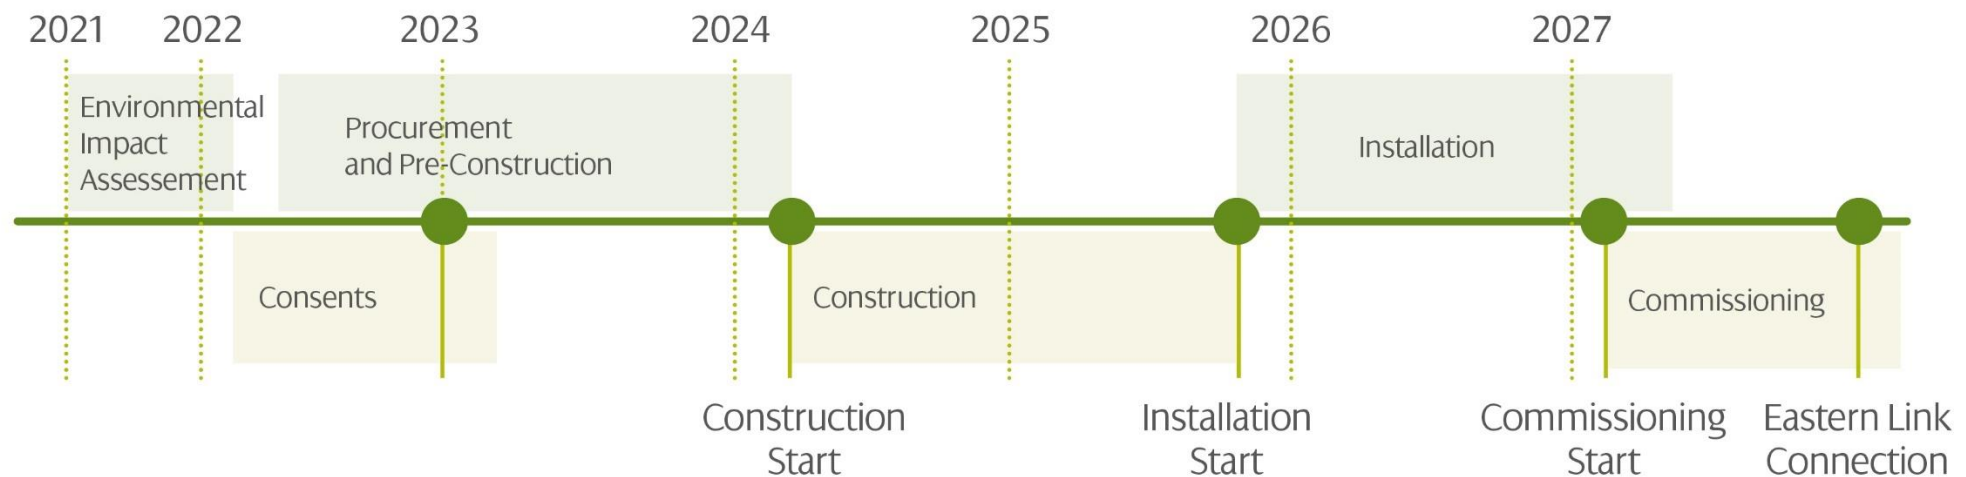 2021
2022
2023
2024
2025
2026
2027
Environmental
Impact
Assessement
Procurement
and Pre-Construction
Installation
Consents
Construction
Commissioning
Construction
Start
Installation
Start
Commissioning
Start
Eastern Link
Connection